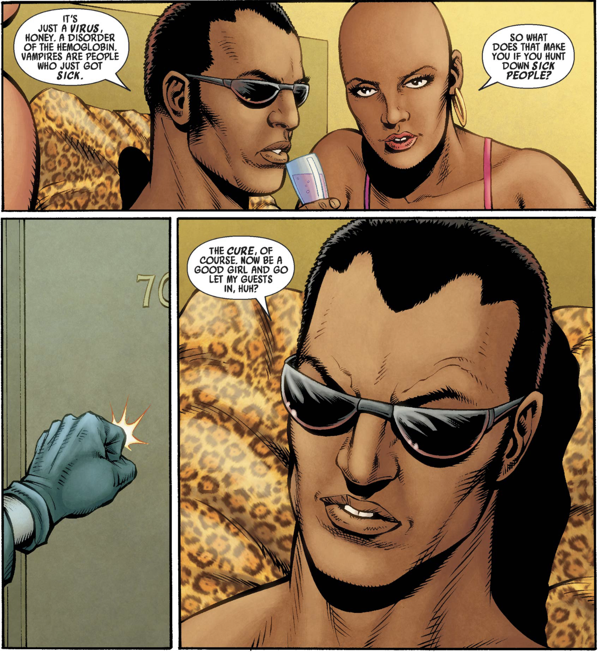 IT'S
JUST A VIRUS,
HONEY. A DISORDER
OF THE HEMOGLOBIN.
VAMPIRES ARE PEOPLE
WHO JUST GOT
SICK.
SO WHAT
DOES THAT MAKE
YOU IF YOU HUNT
DOWN SICK
PEOPLE?
70
THE CURE, OF
COURSE. NOW BE A
GOOD GIRL AND GO
LET MY GUESTS
IN, HUH?